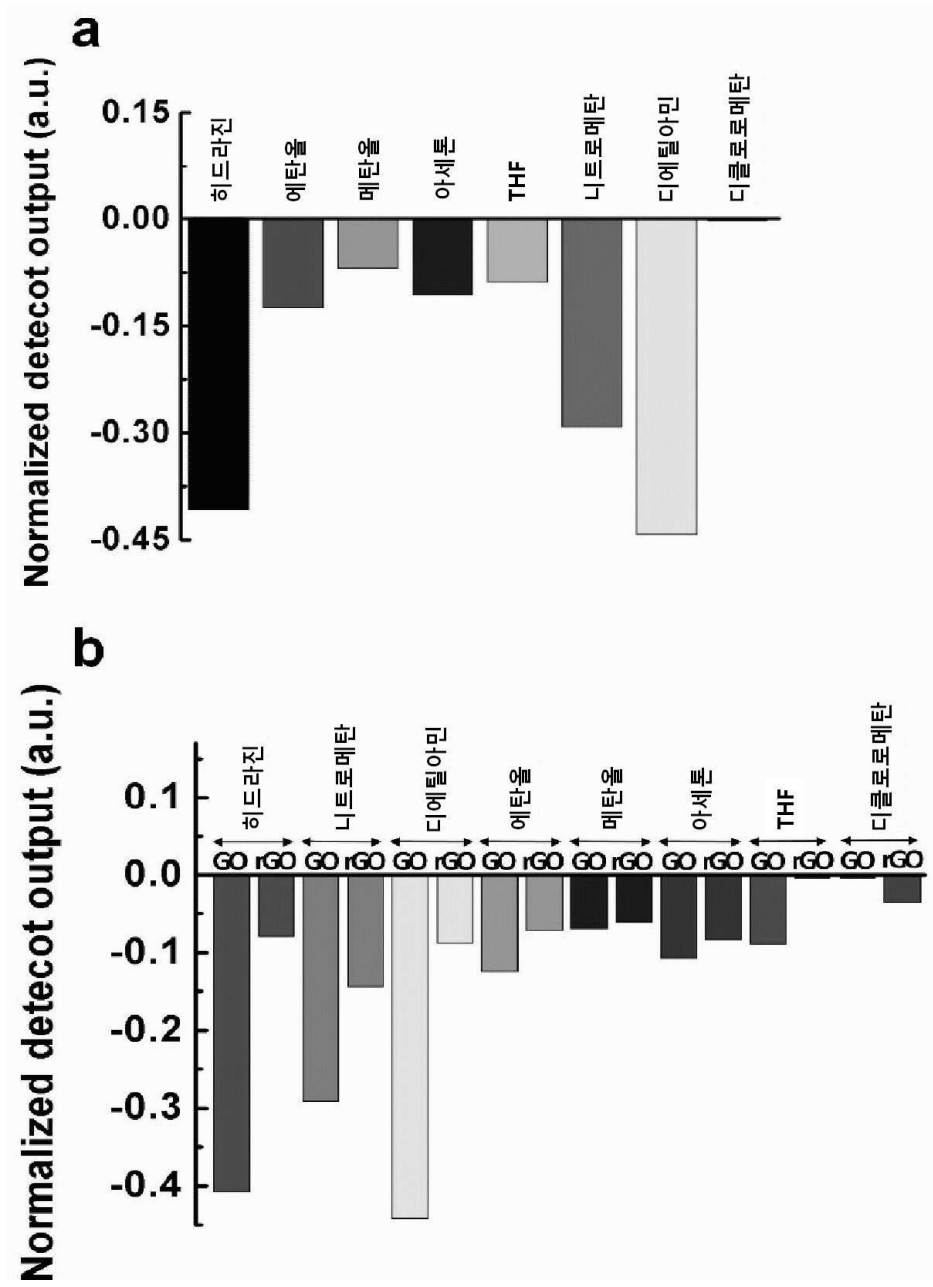 a
Normalized detecot output (a.u.)
0.15
0.00
-0.15
-0.30
-0.45
히드라진
에탄올
메탄올
아세톤
THF
니트로메탄
디에틸아민
디클로로메탄
b
Normalized detecot output (a.u.)
0.1
0.0
-0.1
-0.2
-0.3
-0.4
히드라진
니트로메탄
디에틸아민
에탄올
메탄올
아세톤
THF
디클로로메탄
GO rGO GO rGO GO rGO GO rGO GO rGO GO rGO GO rGO GO rGO